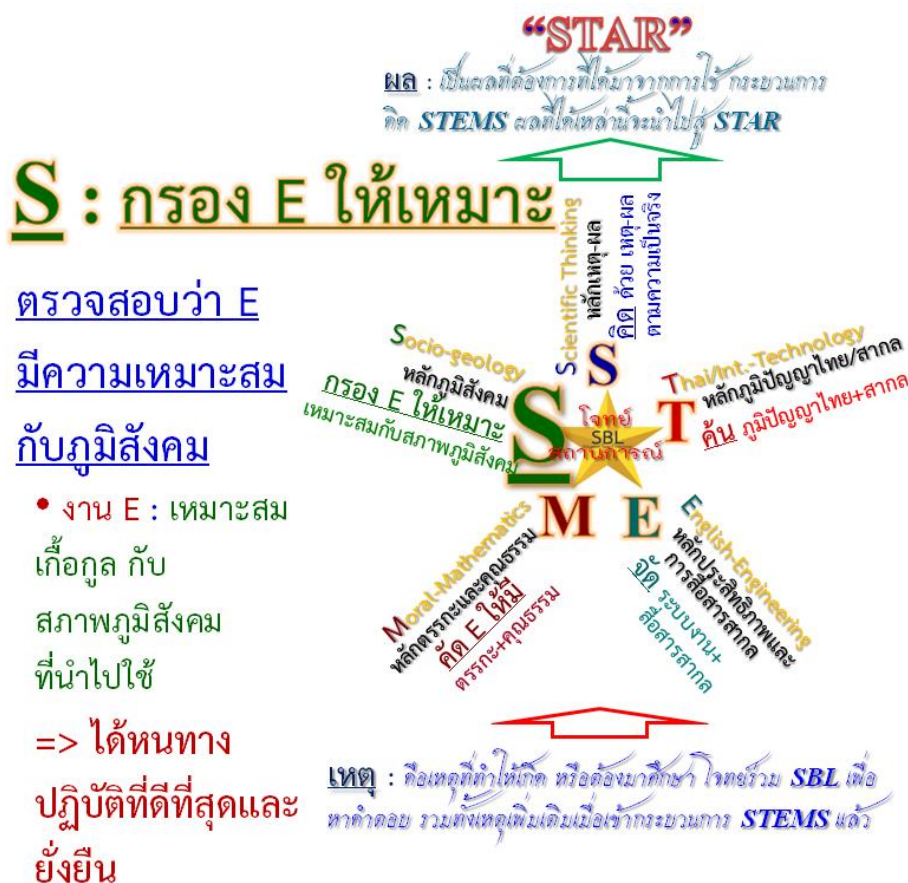 “STAR”
ผล : เป็นผลที่ต้องการที่ได้มาจากการใช้ กระบวนการ
คิด STEMS ผลที่ได้เหล่านี้จะนำไปสู่ STAR
S : กรอง E ให้เหมาะ
ตรวจสอบว่า E
มีความเหมาะสม
กับภูมิสังคม
• งาน E : เหมาะสม
เกื้อกูล กับ
สภาพภูมิสังคม
ที่นำไปใช้
=> ได้หนทาง
ปฏิบัติที่ดีที่สุดและ
ยั่งยืน
Scientific Thinking
หลักเหตุ-ผล
คิด ด้วย เหตุ-ผล
ตามความเป็นจริง
S
Socio-geology
หลักภูมิสังคม
กรอง E ให้เหมาะ
เหมาะสมกับสภาพภูมิสังคม
S
Thai/Int.-Technology
หลักภูมิปัญญาไทย/สากล
ค้น ภูมิปัญญาไทย+สากล
T
โจทย์
SBL
สถานการณ์
M
E
Moral-Mathematics
หลักตรรกะและคุณธรรม
คัด E ให้มี
ตรรกะ+คุณธรรม
English-Engineering
หลักประสิทธิภาพและ
การสื่อสารสากล
จัด ระบบงาน+
สื่อสารสากล
เหตุ : คือเหตุที่ทำให้เกิด หรือต้องมาศึกษา โจทย์ร่วม SBL เพื่อ
หาคำตอบ รวมทั้งเหตุเพิ่มเติมเมื่อเข้ากระบวนการ STEMS แล้ว